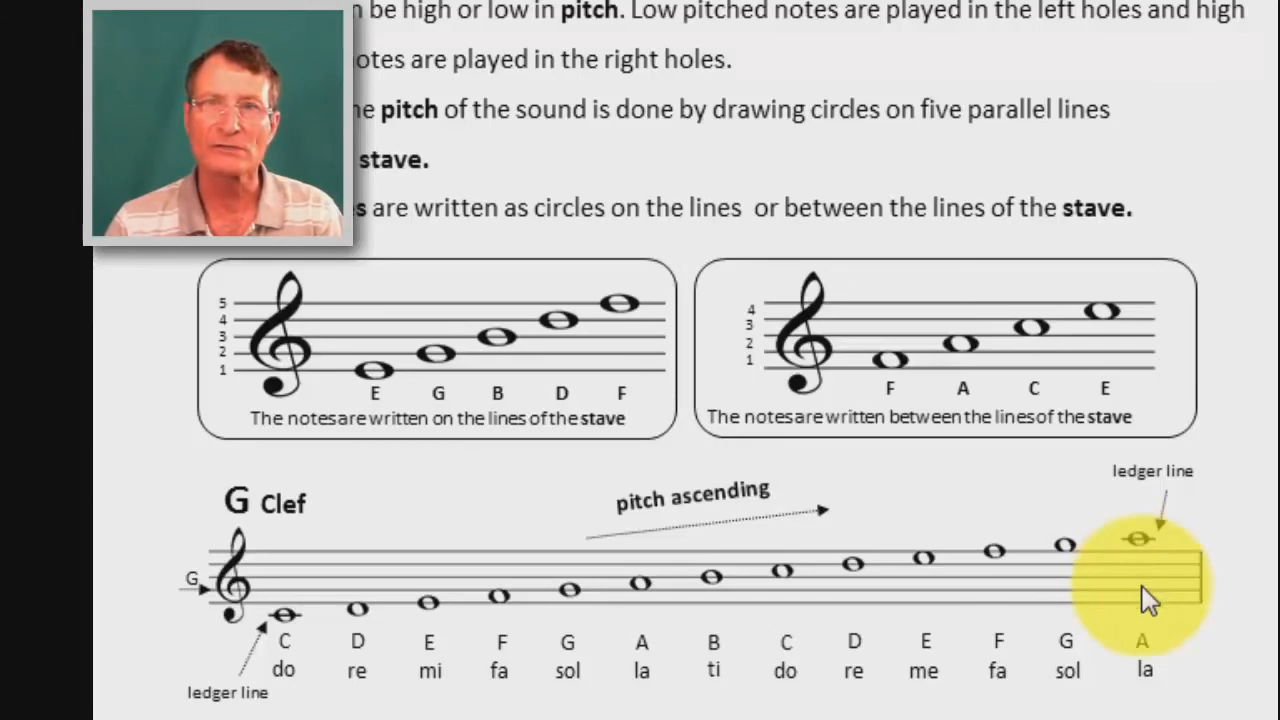 n be high or low in pitch. Low pitched notes are played in the left holes and high
otes are played in the right holes.
he pitch of the sound is done by drawing circles on five parallel lines
stave.
s are written as circles on the lines or between the lines of the stave.
5
4
3
2
1
E G B D F
The notes are written on the lines of the stave
4
3
2
1
F A C E
The notes are written between the lines of the stave
ledger line
G Clef
pitch ascending
G
C D E F G A B C D E F G A
do re mi fa sol la ti do re me fa sol la
ledger line